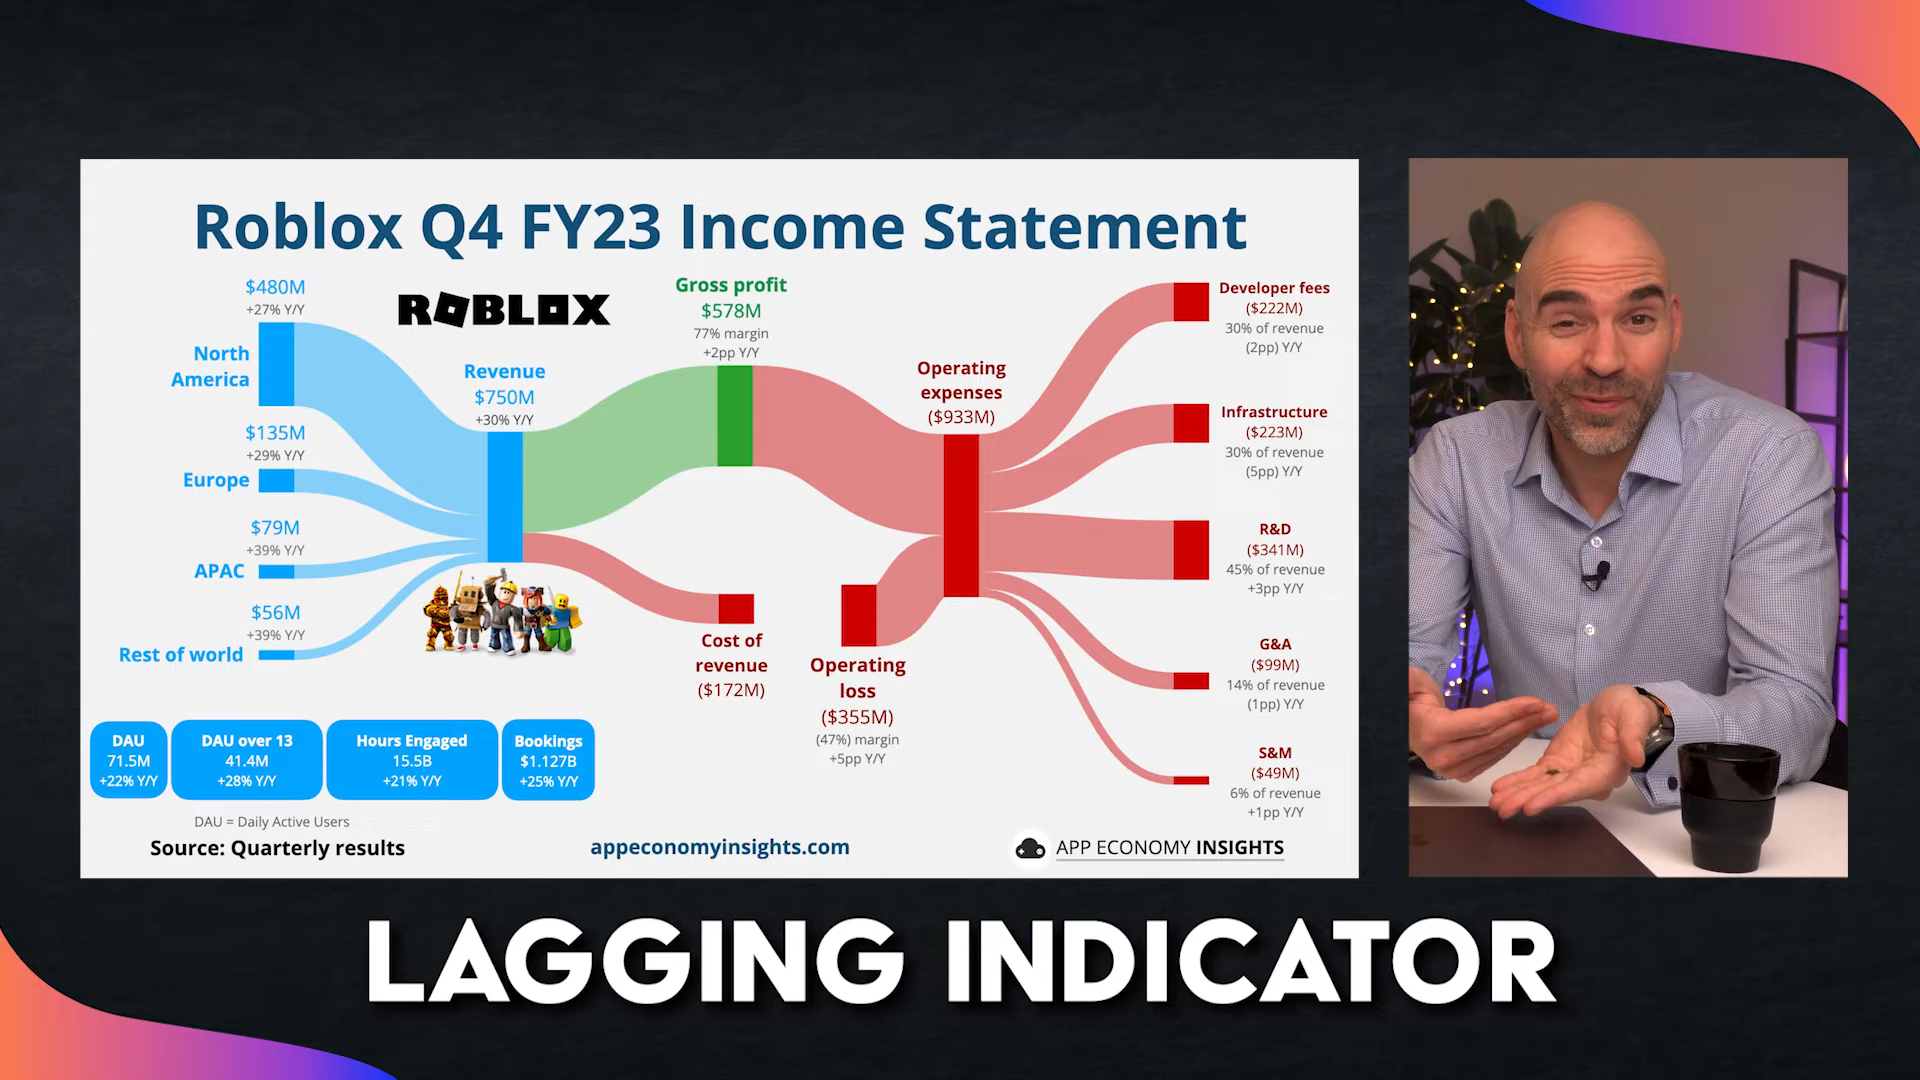 Roblox Q4 FY23 Income Statement
$480M
+27% Y/Y
North
America
$135M
+29% Y/Y
Europe
$79M
+39% Y/Y
APAC
$56M
+39% Y/Y
Rest of world
ROBLOX
Revenue
$750M
+30% Y/Y
Gross profit
$578M
77% margin
+2pp Y/Y
Cost of
revenue
($172M)
Operating
loss
($355M)
(47%) margin
+5pp Y/Y
Operating
expenses
($933M)
Developer fees
($222M)
30% of revenue
(2pp) Y/Y
Infrastructure
($223M)
30% of revenue
(5pp) Y/Y
R&D
($341M)
45% of revenue
+3pp Y/Y
G&A
($99M)
14% of revenue
(1pp) Y/Y
S&M
($49M)
6% of revenue
+1pp Y/Y
DAU
71.5M
+22% Y/Y
DAU over 13
41.4M
+28% Y/Y
Hours Engaged
15.5B
+21% Y/Y
Bookings
$1.127B
+25% Y/Y
DAU = Daily Active Users
Source: Quarterly results
appeconomyinsights.com
APP ECONOMY INSIGHTS
LAGGING INDICATOR